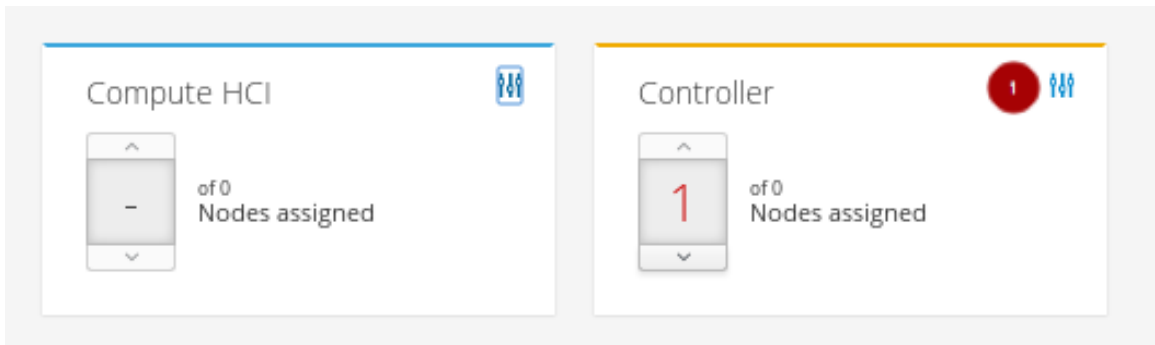 Compute HCI
-
of 0
Nodes assigned
Controller
1
1
of 0
Nodes assigned